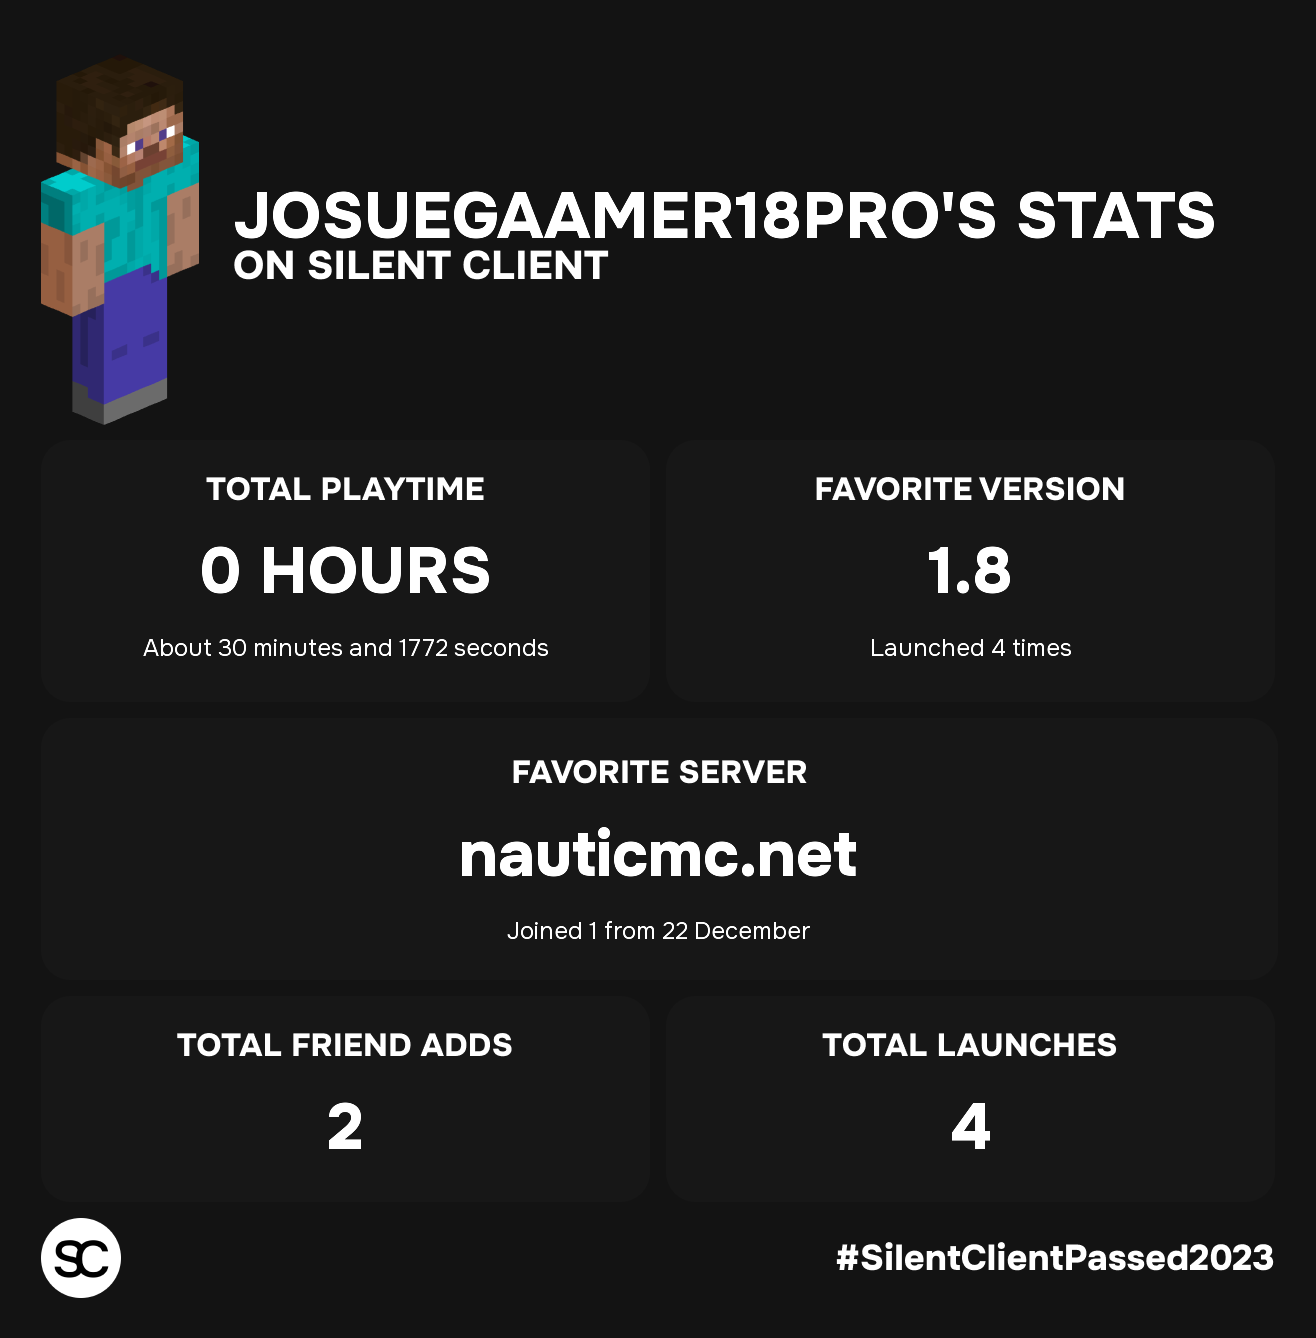 JOSUEGAAMER18PRO'S STATS
ON SILENT CLIENT
TOTAL PLAYTIME
0 HOURS
About 30 minutes and 1772 seconds
FAVORITE VERSION
1.8
Launched 4 times
FAVORITE SERVER
nauticmc.net
Joined 1 from 22 December
TOTAL FRIEND ADDS
2
TOTAL LAUNCHES
4
SC
#SilentClientPassed2023